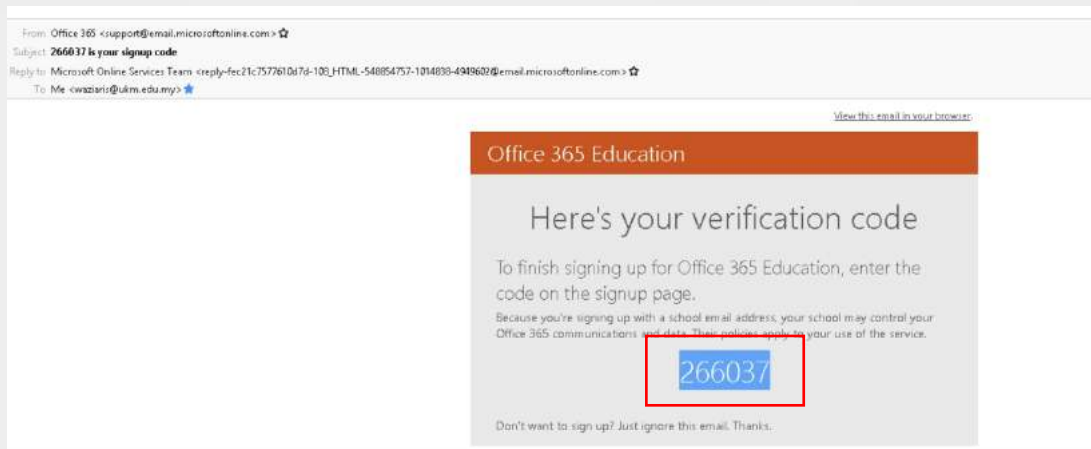 From Office 365 <support@email.microsoftonline.com>
Subject 266037 is your signup code
Reply to Microsoft Online Services Team <reply-fec21c7577610d7d-108_HTML-548854757-1014838-4949602@email.microsoftonline.com>
To Me <waziaris@ukm.edu.my>
View this email in your browser.
Office 365 Education
Here's your verification code
To finish signing up for Office 365 Education, enter the
code on the signup page.
Because you're signing up with a school email address, your school may control your
Office 365 communications and data. Their policies apply to your use of the service.
266037
Don't want to sign up? Just ignore this email. Thanks.